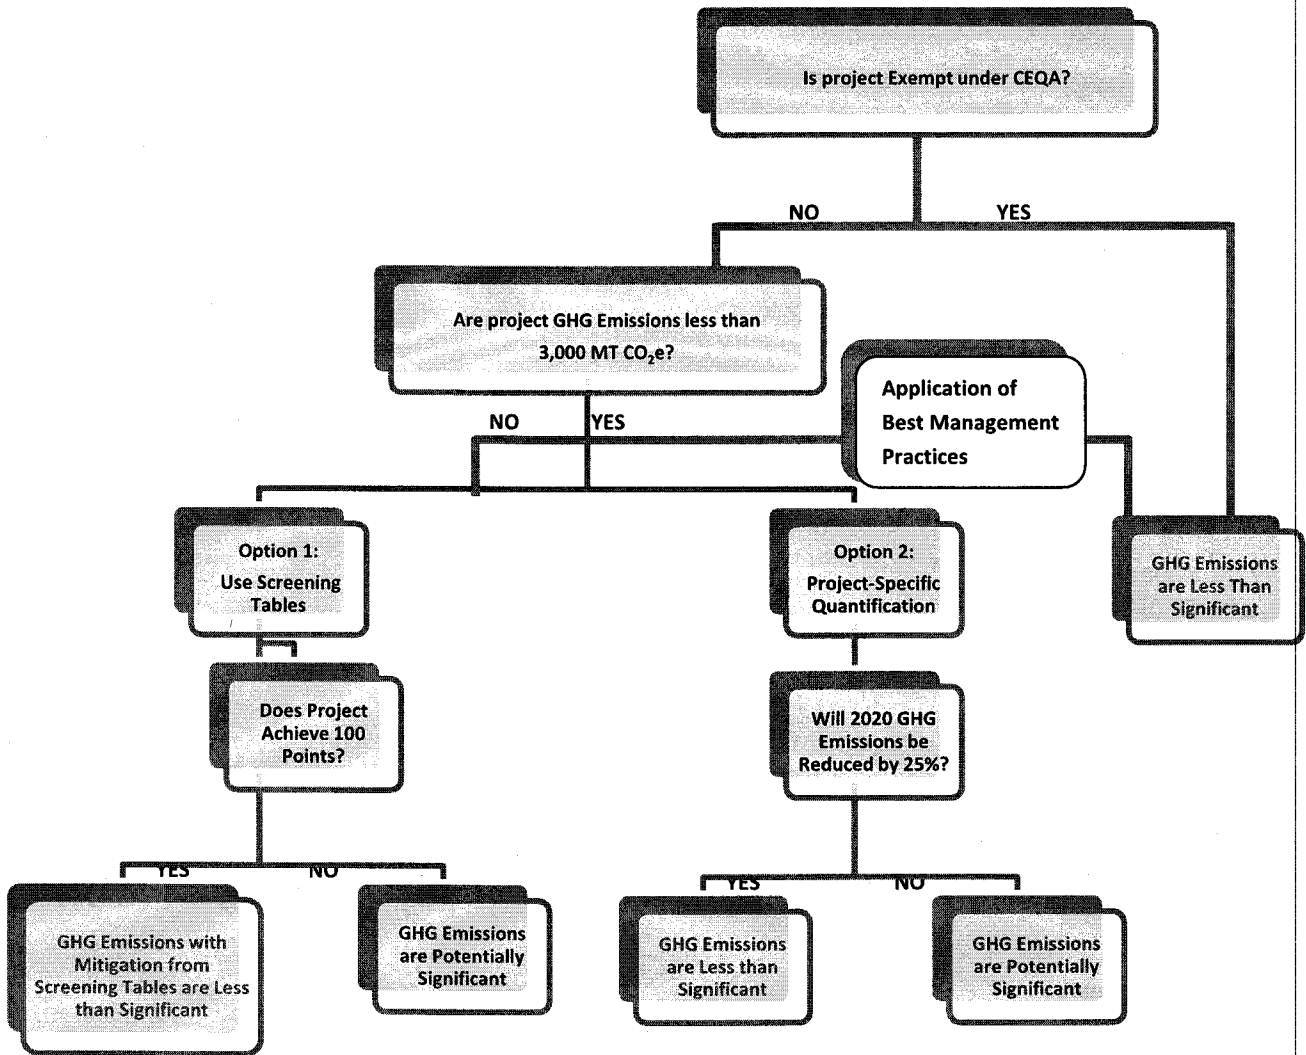 Is project Exempt under CEQA?
NO
YES
Are project GHG Emissions less than
3,000 MT CO₂e?
NO
YES
Application of
Best Management
Practices
Option 1:
Use Screening
Tables
Option 2:
Project-Specific
Quantification
GHG Emissions
are Less Than
Significant
Does Project
Achieve 100
Points?
Will 2020 GHG
Emissions be
Reduced by 25%?
YES
NO
YES
NO
GHG Emissions with
Mitigation from
Screening Tables are Less
than Significant
GHG Emissions
are Potentially
Significant
GHG Emissions
are Less than
Significant
GHG Emissions
are Potentially
Significant